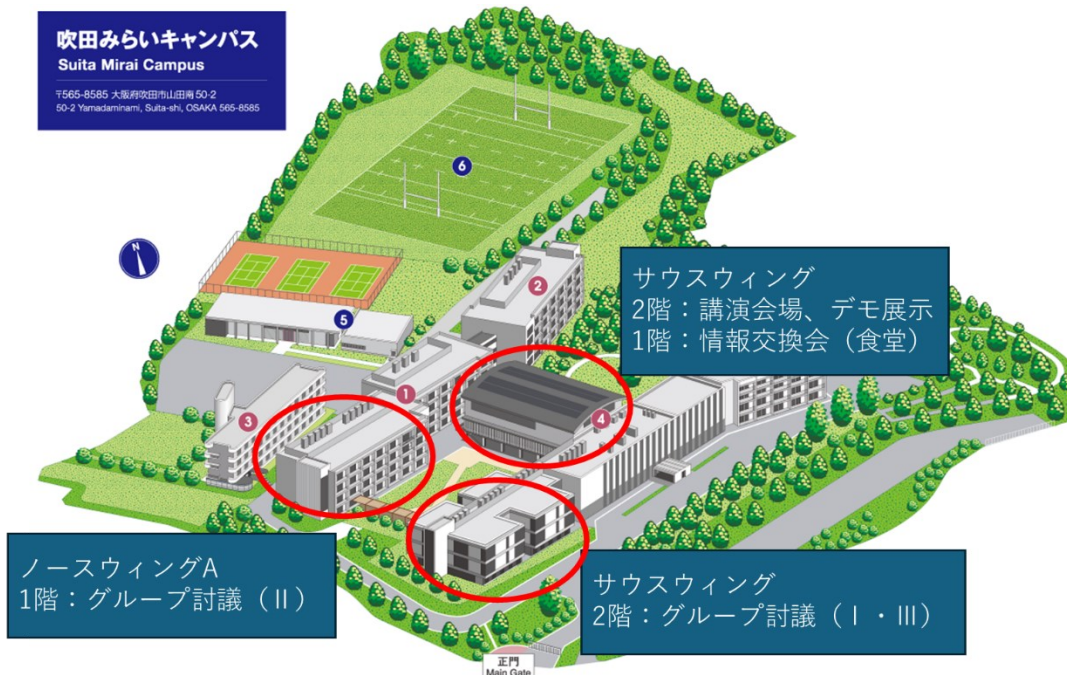 吹田みらいキャンパス
Suita Mirai Campus
〒565-8585 大阪府吹田市山田南50-2
50-2 Yamadaminami, Suita-shi, OSAKA 565-8585
6
N
2
サウスウィング
2階：講演会場、デモ展示
1階：情報交換会（食堂）
5
1
3
4
ノースウィングA
1階：グループ討議（Ⅱ）
サウスウィング
2階：グループ討議（Ⅰ・Ⅲ）
正門
Main Gate